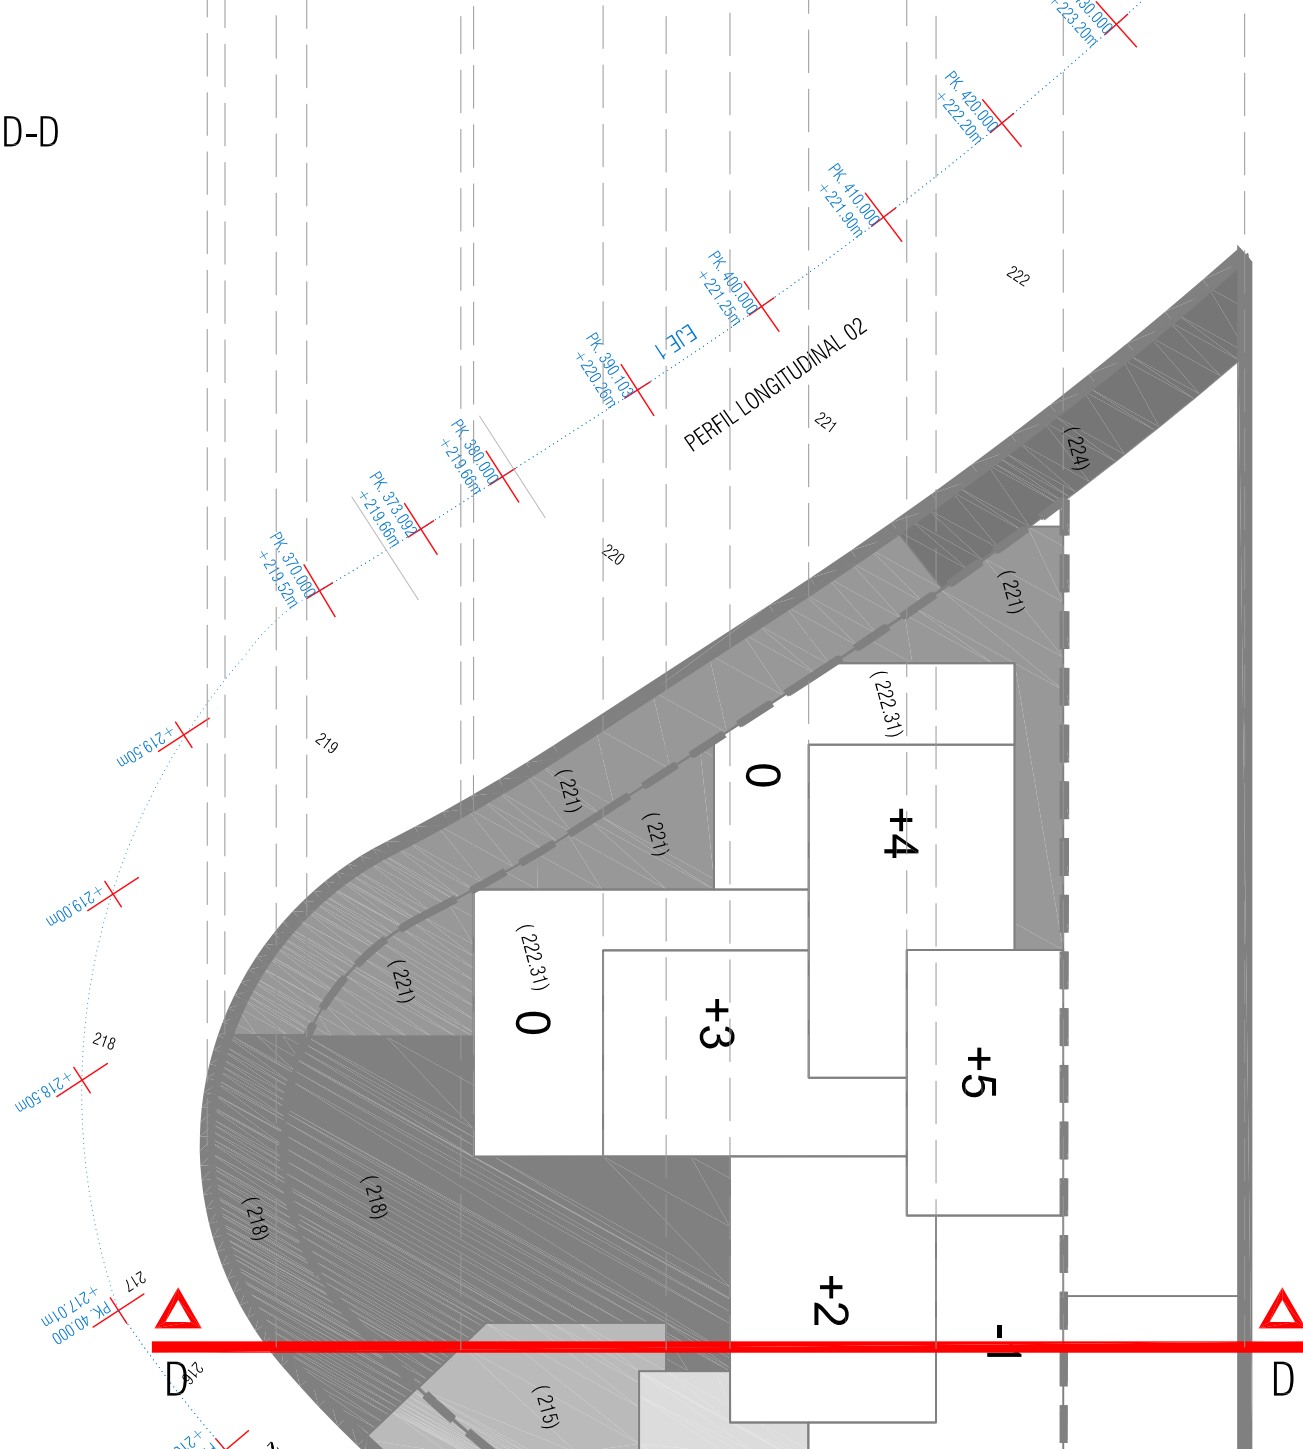 D-D
+223.20m
PK. 420.000
+222.20m
PK. 410.000
+221.90m
222
PK. 400.000
+221.25m
EJE-1
PERFIL LONGITUDINAL 02
PK. 390.103
+220.26m
221
(224)
PK. 380.000
+219.66m
PK. 373.092
+219.66m
220
PK. 370.000
+219.52m
(221)
(222.31)
+219.50m
219
0
(221)
(221)
+4
+219.00m
(222.31)
(221)
0
+3
218
+5
+218.50m
(218)
(218)
217
PK. 40.000
+217.01m
+2
-1
D
D
216
(215)